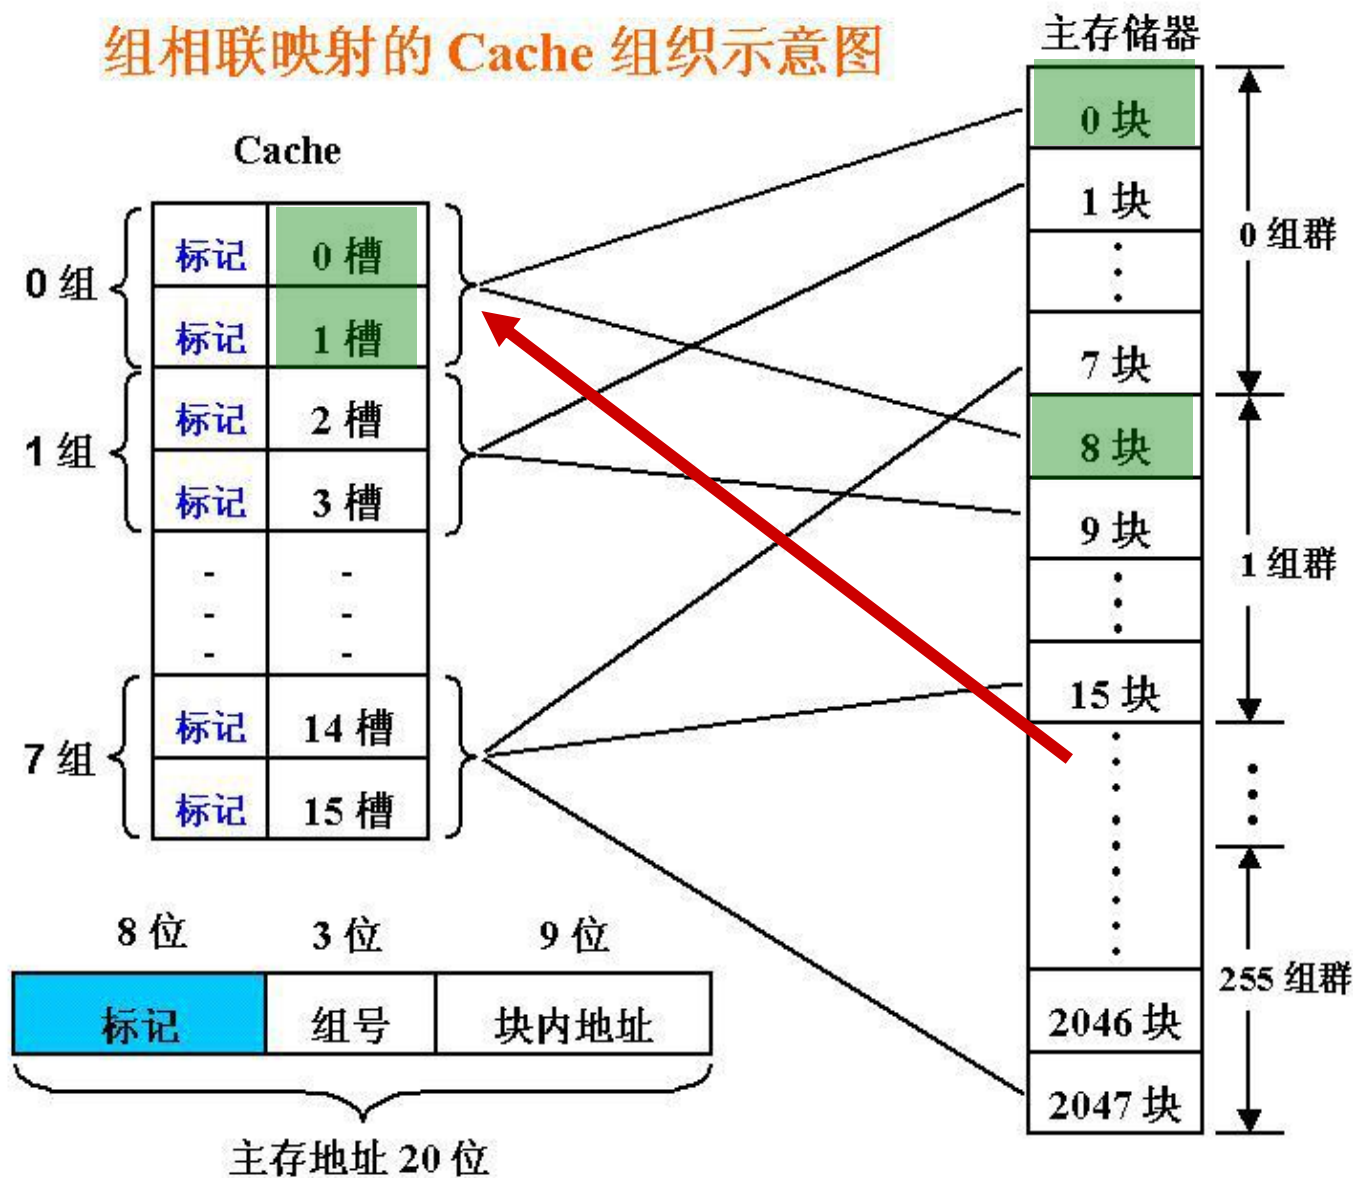 组相联映射的 Cache 组织示意图
主存储器
Cache
0 组
标记
0 槽
标记
1 槽
1 组
标记
2 槽
标记
3 槽
7 组
标记
14 槽
标记
15 槽
0 块
1 块
7 块
8 块
9 块
15 块
2046 块
2047 块
0 组群
1 组群
255 组群
8 位
3 位
9 位
标记
组号
块内地址
主存地址 20 位